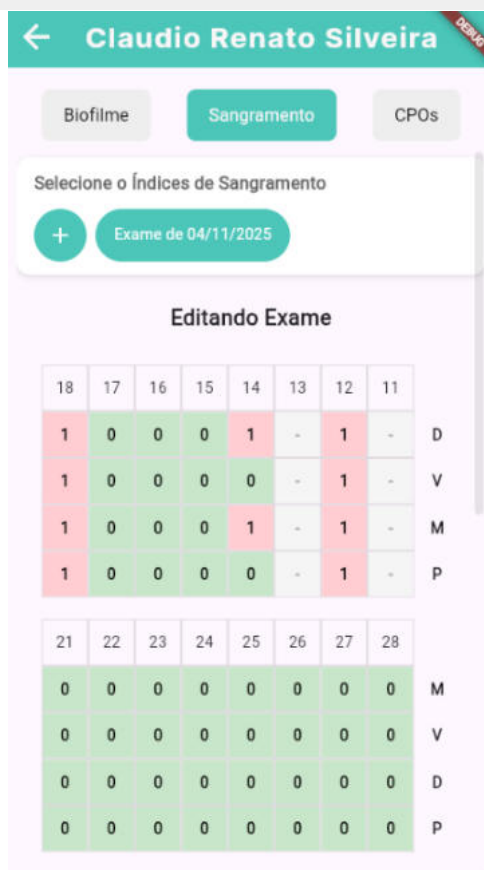 ← Claudio Renato Silveira DEBUG
Biofilme Sangramento CPOs
Selecione o Índices de Sangramento
+ Exame de 04/11/2025
Editando Exame
18 17 16 15 14 13 12 11
1 0 0 0 1 - 1 - D
1 0 0 0 0 - 1 - V
1 0 0 0 1 - 1 - M
1 0 0 0 0 - 1 - P
21 22 23 24 25 26 27 28
0 0 0 0 0 0 0 0 M
0 0 0 0 0 0 0 0 V
0 0 0 0 0 0 0 0 D
0 0 0 0 0 0 0 0 P